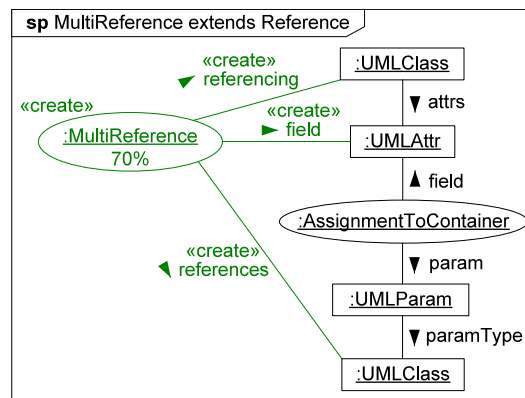 sp MultiReference extends Reference
«create»
referencing
:UMLClass
«create»
«create»
field
attrs
:MultiReference
70%
:UMLAttr
field
:AssignmentToContainer
«create»
references
param
:UMLParam
paramType
:UMLClass